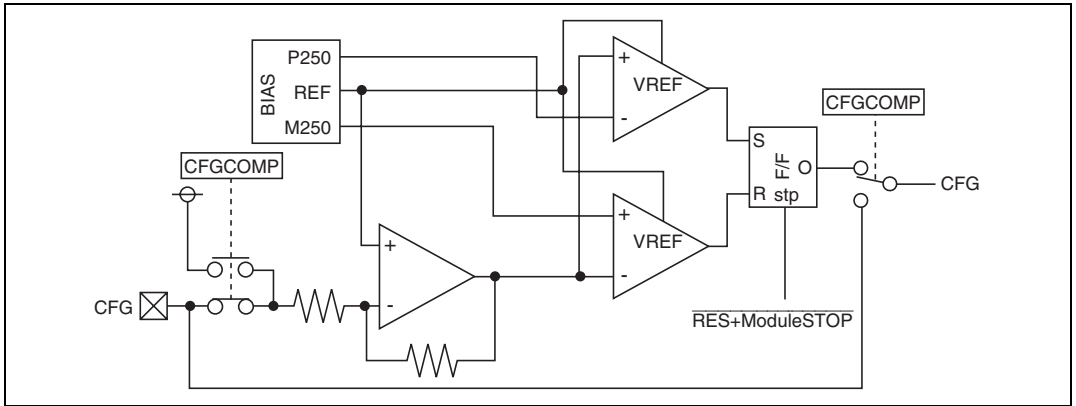 P250
+
VREF
-
BIAS
REF
M250
CFGCOMP
CFGCOMP
S
F/F
O
CFG
R
stp
+
VREF
-
+
-
CFG
RES+ModuleSTOP